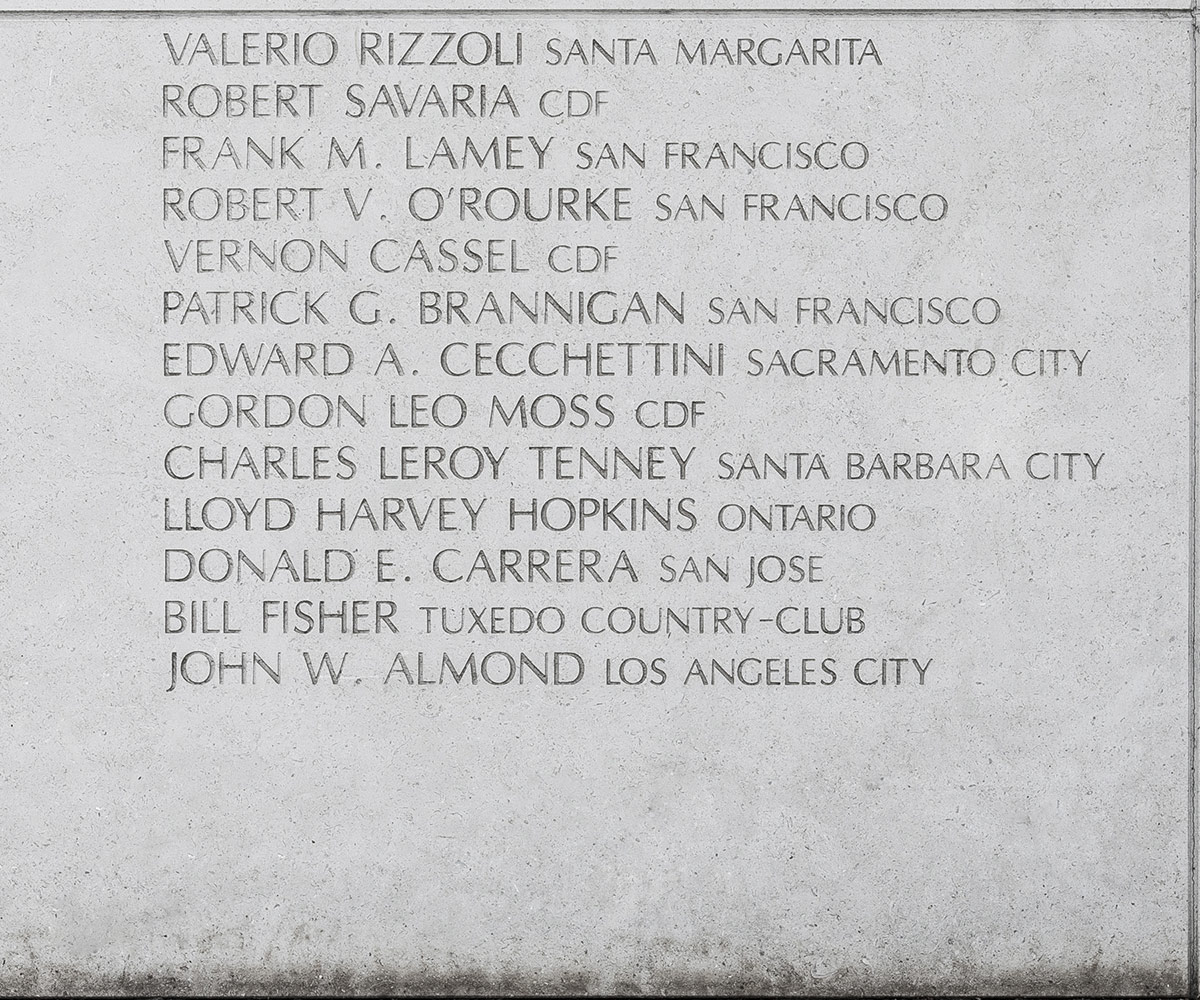 VALERIO RIZZOLI SANTA MARGARITA
ROBERT SAVARIA CDF
FRANK M. LAMEY SAN FRANCISCO
ROBERT V. O'ROURKE SAN FRANCISCO
VERNON CASSEL CDF
PATRICK G. BRANNIGAN SAN FRANCISCO
EDWARD A. CECCHETTINI SACRAMENTO CITY
GORDON LEO MOSS CDF
CHARLES LEROY TENNEY SANTA BARBARA CITY
LLOYD HARVEY HOPKINS ONTARIO
DONALD E. CARRERA SAN JOSE
BILL FISHER TUXEDO COUNTRY-CLUB
JOHN W. ALMOND LOS ANGELES CITY